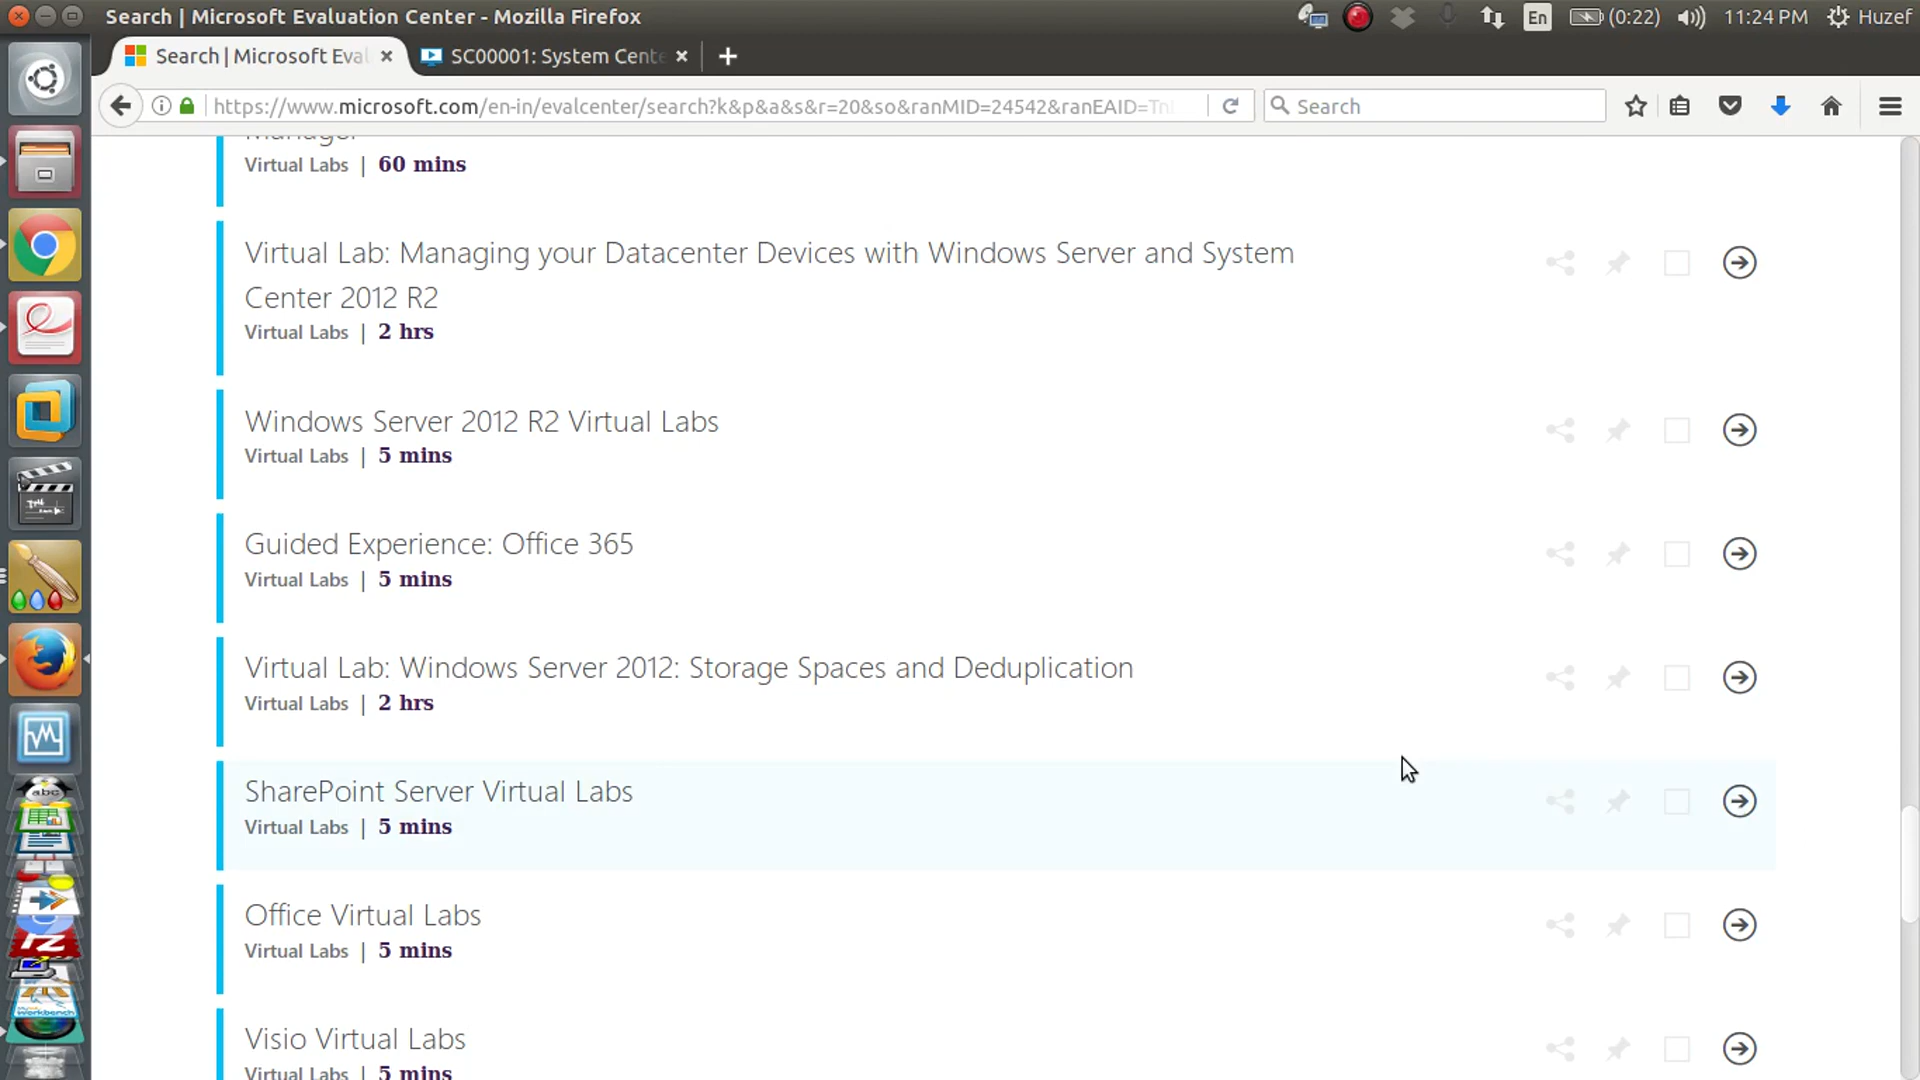 Search | Microsoft Evaluation Center - Mozilla Firefox
En (0:22) 11:24 PM Huzef
Search | Microsoft Eval
SC00001: System Cente
https://www.microsoft.com/en-in/evalcenter/search?k&p&a&s&r=20&so&ranMID=24542&ranEAID=Tn
Search
Manager
Virtual Labs | 60 mins
Virtual Lab: Managing your Datacenter Devices with Windows Server and System
Center 2012 R2
Virtual Labs | 2 hrs
Windows Server 2012 R2 Virtual Labs
Virtual Labs | 5 mins
Guided Experience: Office 365
Virtual Labs | 5 mins
Virtual Lab: Windows Server 2012: Storage Spaces and Deduplication
Virtual Labs | 2 hrs
SharePoint Server Virtual Labs
Virtual Labs | 5 mins
Office Virtual Labs
Virtual Labs | 5 mins
Visio Virtual Labs
Virtual Labs | 5 mins
abc
Workbench